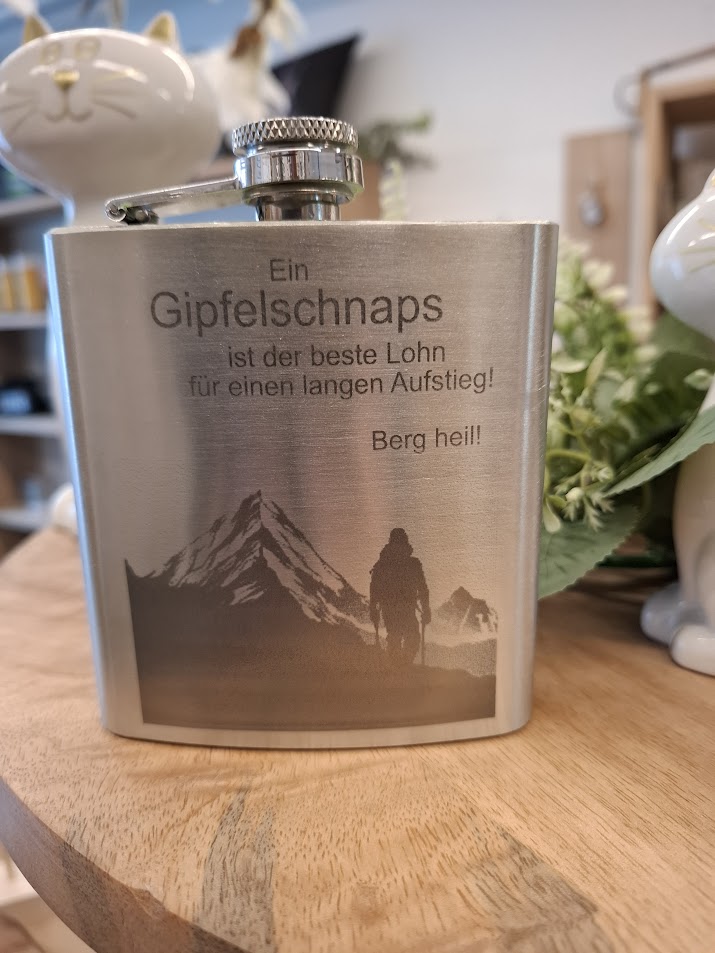 Ein
Gipfelschnaps
ist der beste Lohn
für einen langen Aufstieg!
Berg heil!